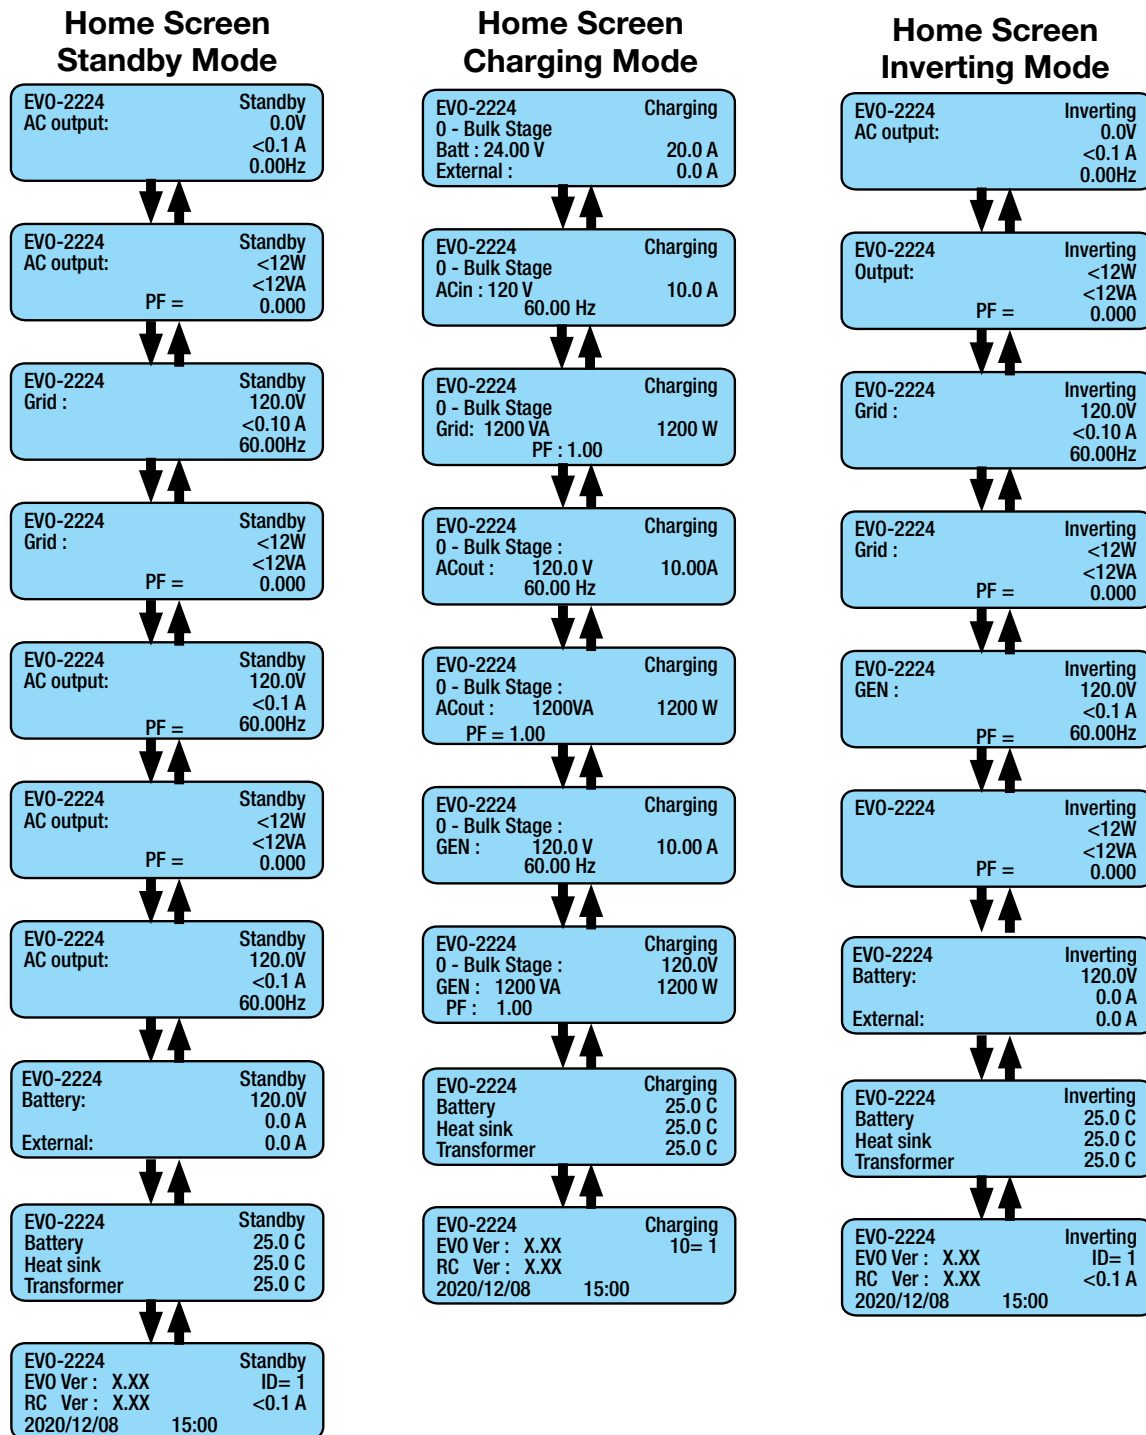 Home Screen
Standby Mode
EVO-2224 Standby
AC output: 0.0V
<0.1 A
0.00Hz
EVO-2224 Standby
AC output: <12W
<12VA
PF = 0.000
EVO-2224 Standby
Grid : 120.0V
<0.10 A
60.00Hz
EVO-2224 Standby
Grid : <12W
<12VA
PF = 0.000
EVO-2224 Standby
AC output: 120.0V
<0.1 A
PF = 60.00Hz
EVO-2224 Standby
AC output: <12W
<12VA
PF = 0.000
EVO-2224 Standby
AC output: 120.0V
<0.1 A
60.00Hz
EVO-2224 Standby
Battery: 120.0V
0.0 A
External: 0.0 A
EVO-2224 Standby
Battery 25.0 C
Heat sink 25.0 C
Transformer 25.0 C
EVO-2224 Standby
EVO Ver : X.XX ID= 1
RC Ver : X.XX <0.1 A
2020/12/08 15:00
Home Screen
Charging Mode
EVO-2224 Charging
0 - Bulk Stage
Batt : 24.00 V 20.0 A
External : 0.0 A
EVO-2224 Charging
0 - Bulk Stage
ACin : 120 V 10.0 A
60.00 Hz
EVO-2224 Charging
0 - Bulk Stage
Grid: 1200 VA 1200 W
PF : 1.00
EVO-2224 Charging
0 - Bulk Stage :
ACout : 120.0 V 10.00A
60.00 Hz
EVO-2224 Charging
0 - Bulk Stage :
ACout : 1200VA 1200 W
PF = 1.00
EVO-2224 Charging
0 - Bulk Stage :
GEN : 120.0 V 10.00 A
60.00 Hz
EVO-2224 Charging
0 - Bulk Stage : 120.0V
GEN : 1200 VA 1200 W
PF : 1.00
EVO-2224 Charging
Battery 25.0 C
Heat sink 25.0 C
Transformer 25.0 C
EVO-2224 Charging
EVO Ver : X.XX 10= 1
RC Ver : X.XX
2020/12/08 15:00
Home Screen
Inverting Mode
EVO-2224 Inverting
AC output: 0.0V
<0.1 A
0.00Hz
EVO-2224 Inverting
Output: <12W
<12VA
PF = 0.000
EVO-2224 Inverting
Grid : 120.0V
<0.10 A
60.00Hz
EVO-2224 Inverting
Grid : <12W
<12VA
PF = 0.000
EVO-2224 Inverting
GEN : 120.0V
<0.1 A
PF = 60.00Hz
EVO-2224 Inverting
<12W
<12VA
PF = 0.000
EVO-2224 Inverting
Battery: 120.0V
0.0 A
External: 0.0 A
EVO-2224 Inverting
Battery 25.0 C
Heat sink 25.0 C
Transformer 25.0 C
EVO-2224 Inverting
EVO Ver : X.XX ID= 1
RC Ver : X.XX <0.1 A
2020/12/08 15:00